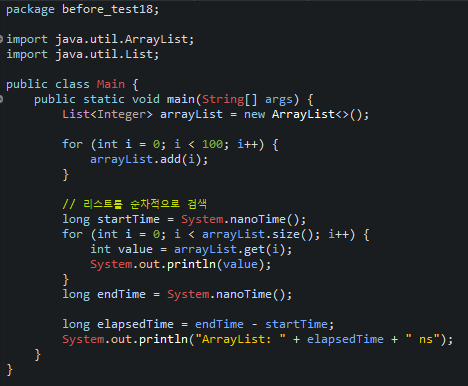 package before_test18;

import java.util.ArrayList;
import java.util.List;

public class Main {
    public static void main(String[] args) {
        List<Integer> arrayList = new ArrayList<>();

        for (int i = 0; i < 100; i++) {
            arrayList.add(i);
        }

        // 리스트를 순차적으로 검색
        long startTime = System.nanoTime();
        for (int i = 0; i < arrayList.size(); i++) {
            int value = arrayList.get(i);
            System.out.println(value);
        }
        long endTime = System.nanoTime();

        long elapsedTime = endTime - startTime;
        System.out.println("ArrayList: " + elapsedTime + " ns");
    }
}